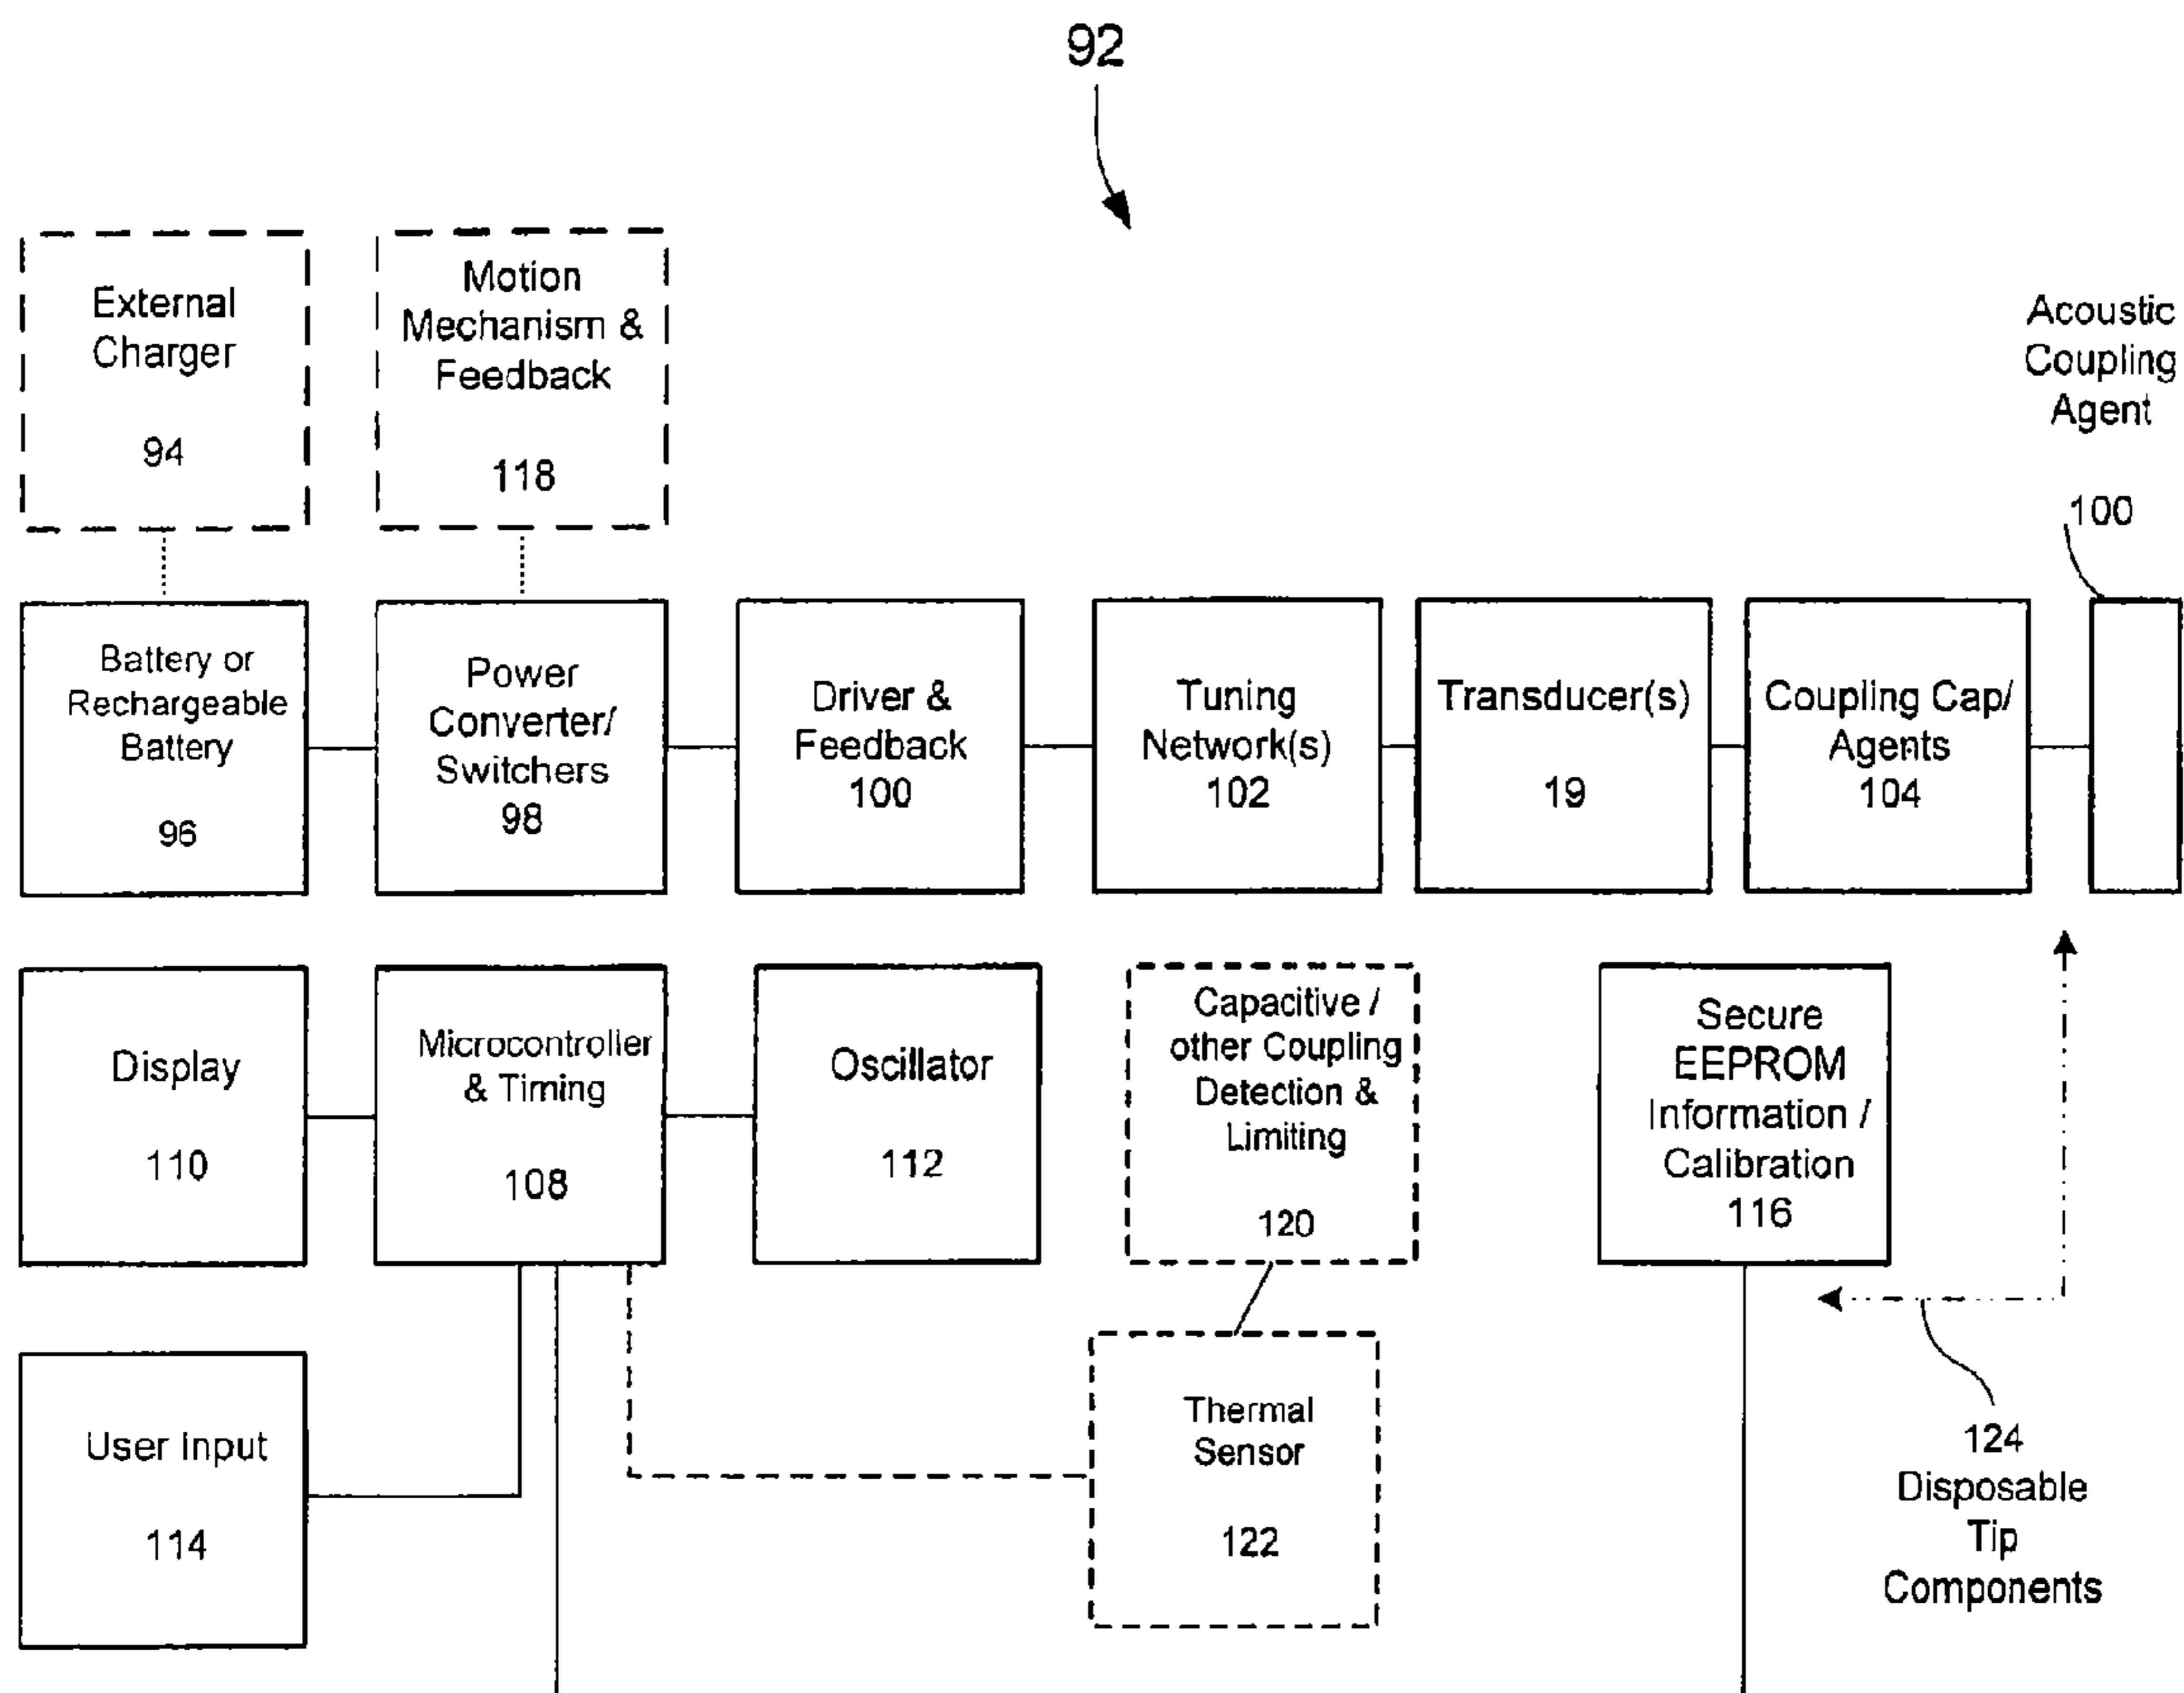 92
External
Charger
94
Motion
Mechanism &
Feedback
118
Acoustic
Coupling
Agent
100
Battery or
Rechargeable
Battery
96
Power
Converter/
Switchers
98
Driver &
Feedback
100
Tuning
Network(s)
102
Transducer(s)
19
Coupling Cap/
Agents
104
Display
110
Microcontroller
& Timing
108
Oscillator
112
Capacitive /
other Coupling
Detection &
Limiting
120
Secure
EEPROM
Information /
Calibration
116
User Input
114
Thermal
Sensor
122
124
Disposable
Tip
Components